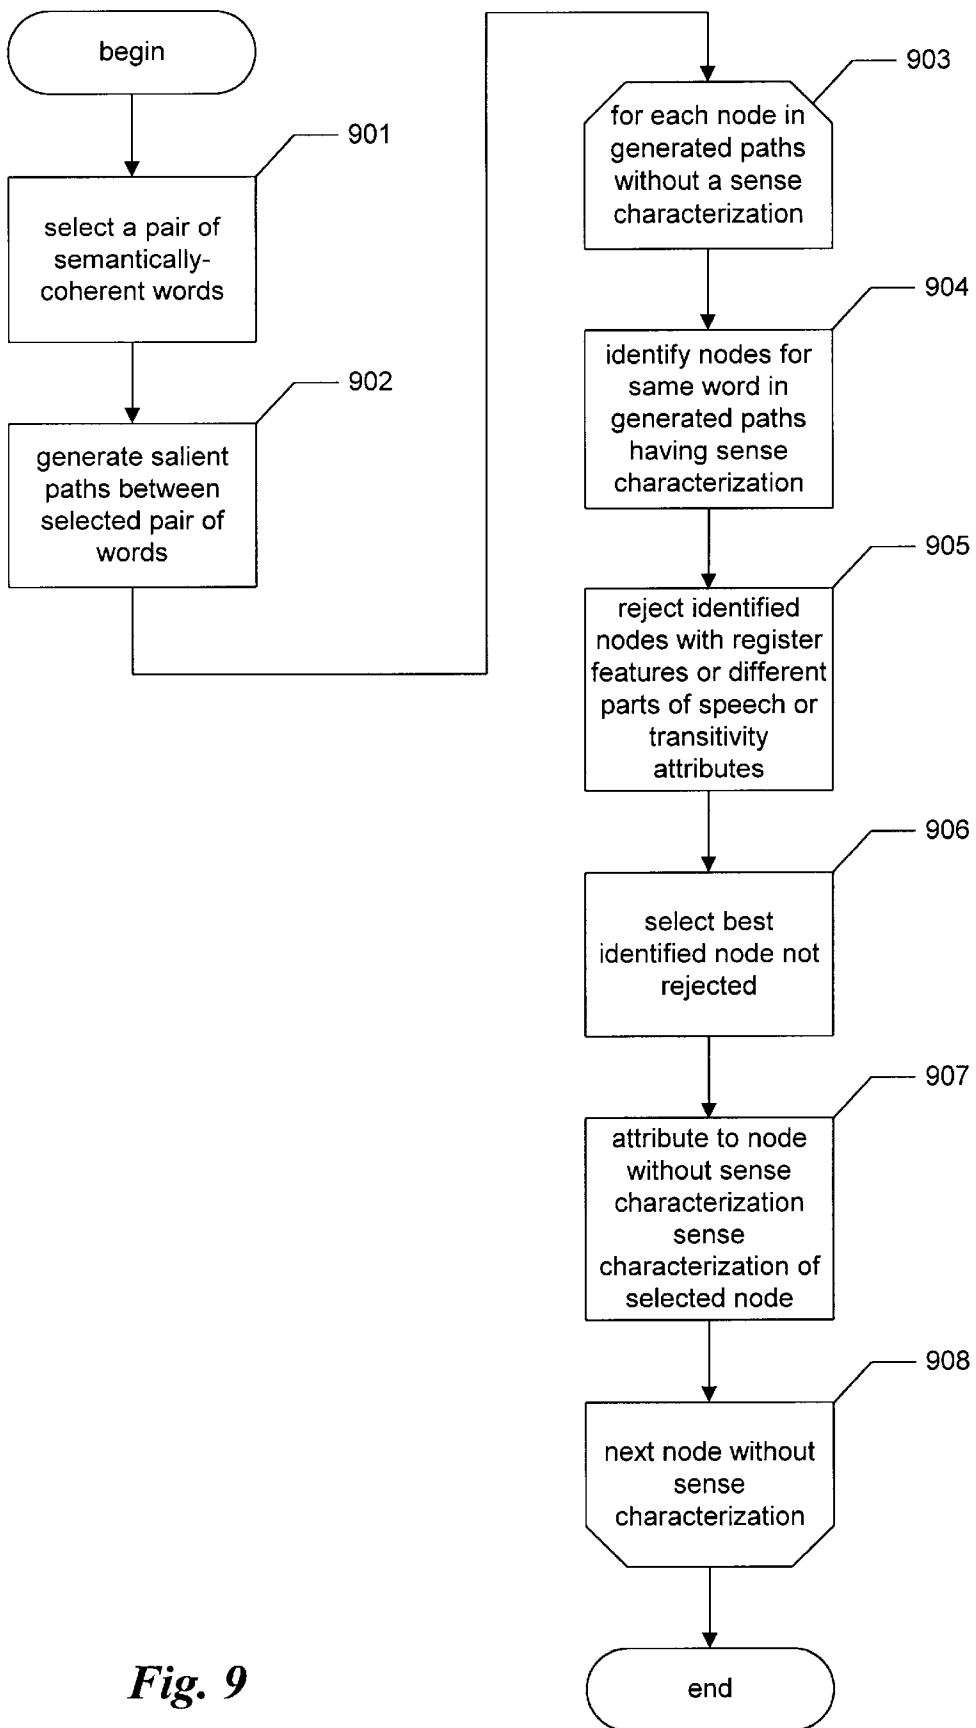 begin
901
select a pair of
semantically-
coherent words
902
generate salient
paths between
selected pair of
words
903
for each node in
generated paths
without a sense
characterization
904
identify nodes for
same word in
generated paths
having sense
characterization
905
reject identified
nodes with register
features or different
parts of speech or
transitivity
attributes
906
select best
identified node not
rejected
907
attribute to node
without sense
characterization
sense
characterization of
selected node
908
next node without
sense
characterization
end
Fig. 9